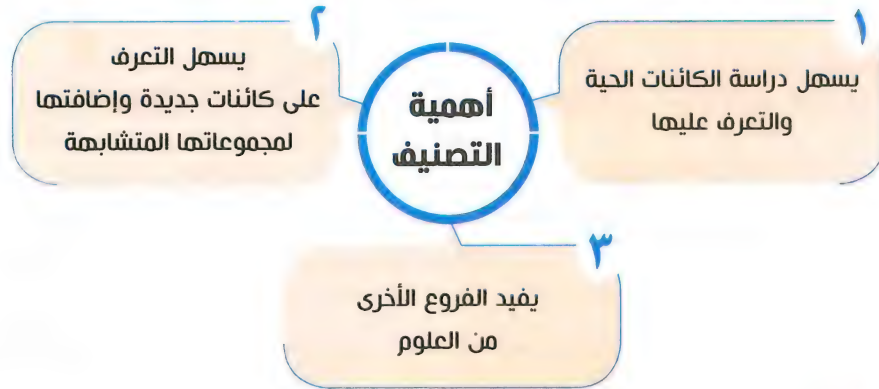 أهمية
التصنيف
١
يسهل دراسة الكائنات الحية
والتعرف عليها
٢
يسهل التعرف
على كائنات جديدة وإضافتها
لمجموعاتها المتشابهة
٣
يفيد الفروع الأخرى
من العلوم